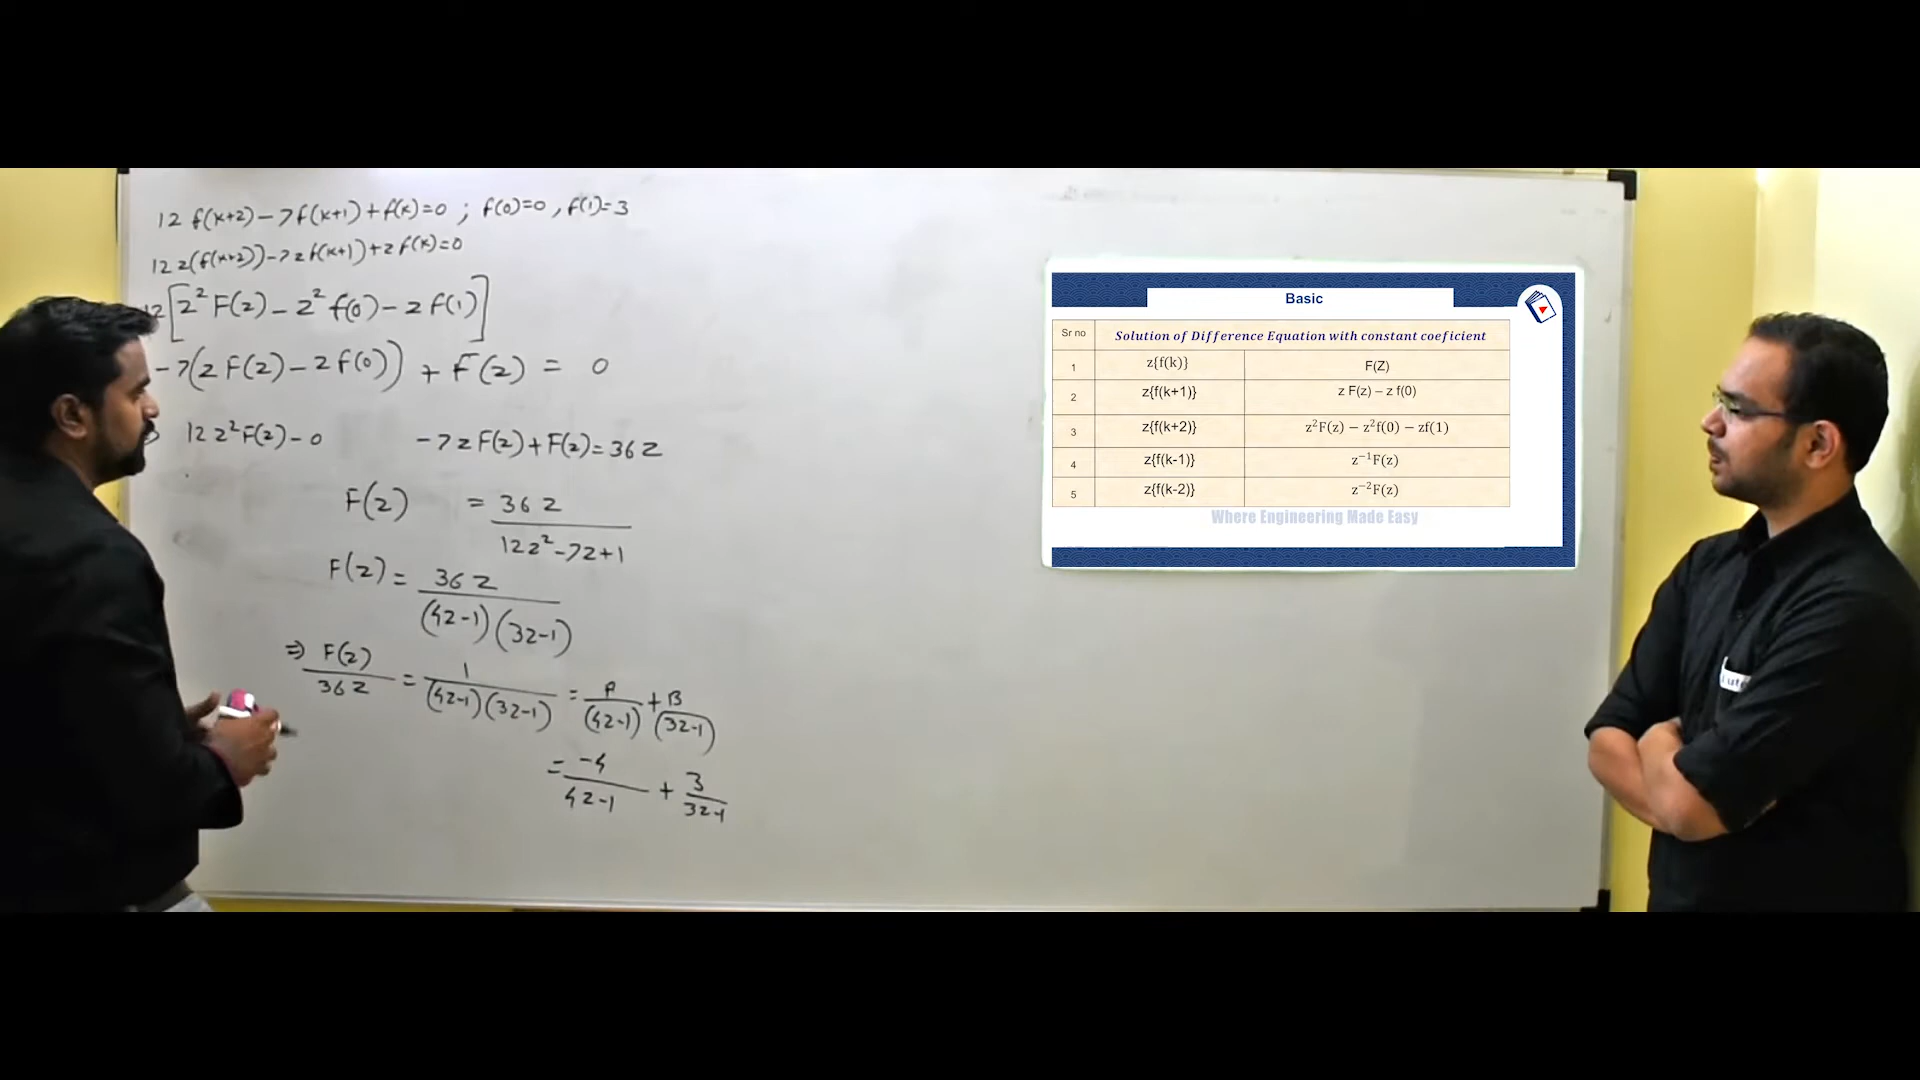 12 f(k+2) – 7f(k+1) + f(k) = 0 ; f(0)=0 , f(1)=3
12 z(f(k+2)) – 7 z f(k+1) + z f(k) = 0
12 [z² F(z) – z² f(0) – z f(1)]
– 7(z F(z) – z f(0)) + F(z) = 0
12 z² F(z) – 0 – 7 z F(z) + F(z) = 36 z
F(z) = 36 z / 12z² – 7z + 1
F(z) = 36 z / (4z-1)(3z-1)
⇒ F(z) / 36 z = 1 / (4z-1)(3z-1) = A / (4z-1) + B / (3z-1)
= -4 / 4z-1 + 3 / 3z-1
Basic
Sr no Solution of Difference Equation with constant coeficient
1 z{f(k)} F(Z)
2 z{f(k+1)} z F(z) – z f(0)
3 z{f(k+2)} z²F(z) − z²f(0) − zf(1)
4 z{f(k-1)} z⁻¹F(z)
5 z{f(k-2)} z⁻²F(z)
Where Engineering Made Easy